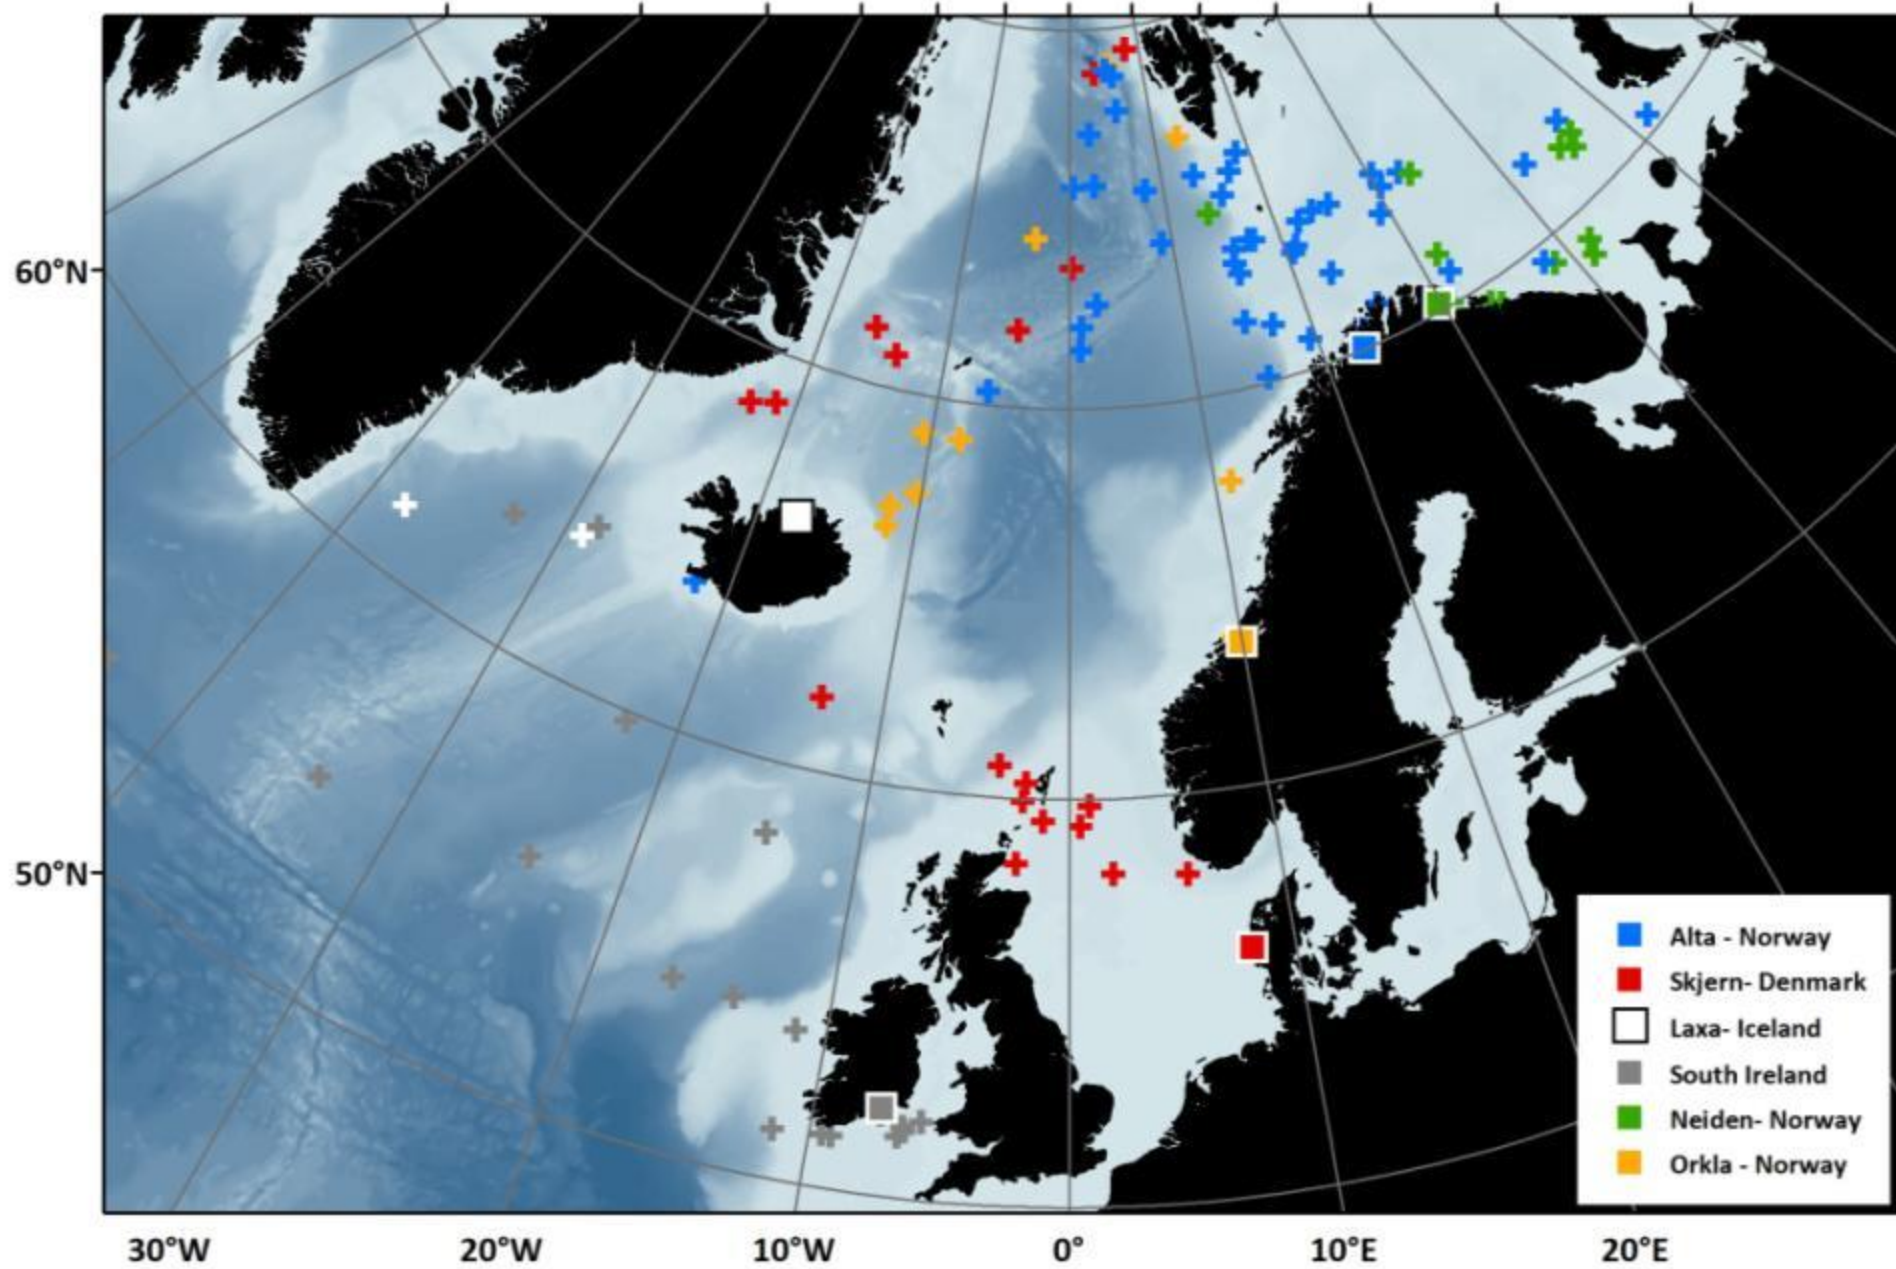 60°N
50°N
Alta - Norway
Skjern- Denmark
Laxa- Iceland
South Ireland
Neiden- Norway
Orkla - Norway
30°W 20°W 10°W 0° 10°E 20°E